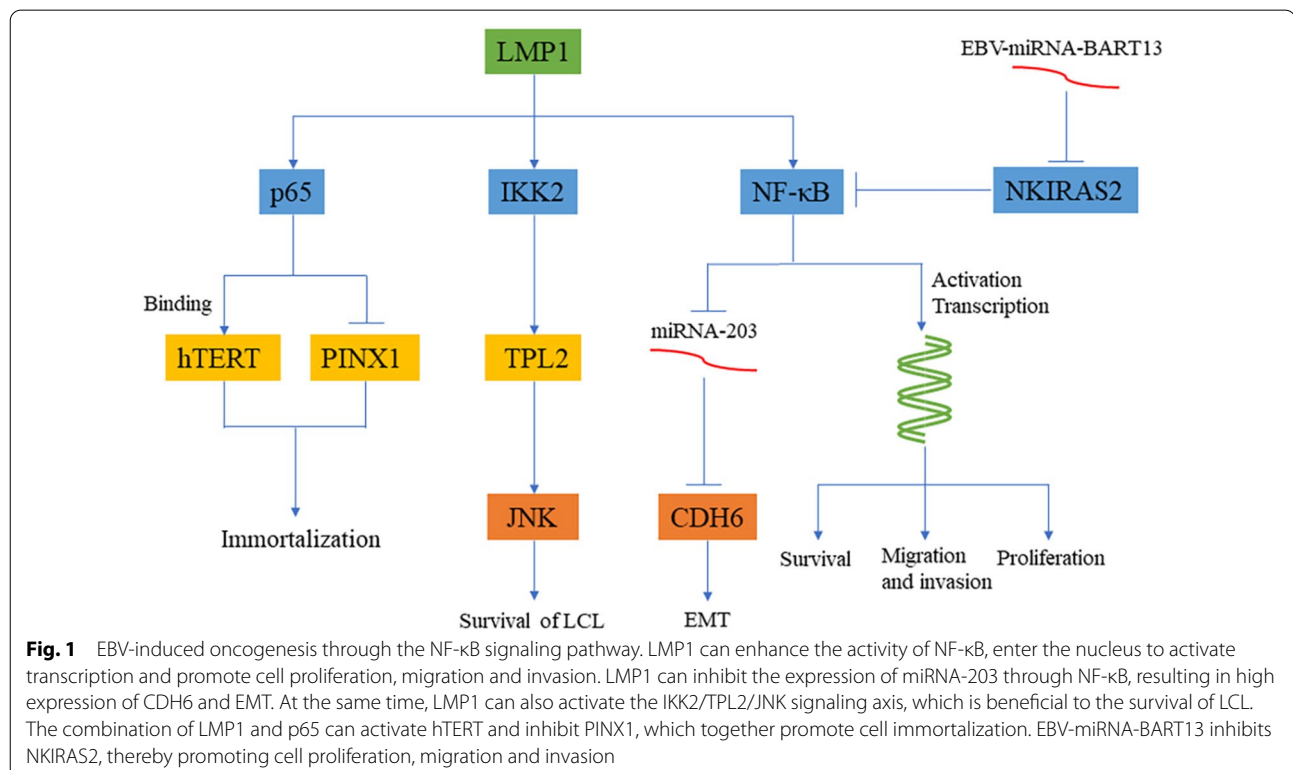 LMP1
EBV-miRNA-BART13
p65
IKK2
NF-κB
NKIRAS2
Binding
Activation
Transcription
miRNA-203
hTERT
PINX1
TPL2
JNK
CDH6
Immortalization
Survival
Migration
and invasion
Proliferation
Survival of LCL
EMT
Fig. 1 EBV-induced oncogenesis through the NF-κB signaling pathway. LMP1 can enhance the activity of NF-κB, enter the nucleus to activate
transcription and promote cell proliferation, migration and invasion. LMP1 can inhibit the expression of miRNA-203 through NF-κB, resulting in high
expression of CDH6 and EMT. At the same time, LMP1 can also activate the IKK2/TPL2/JNK signaling axis, which is beneficial to the survival of LCL.
The combination of LMP1 and p65 can activate hTERT and inhibit PINX1, which together promote cell immortalization. EBV-miRNA-BART13 inhibits
NKIRAS2, thereby promoting cell proliferation, migration and invasion